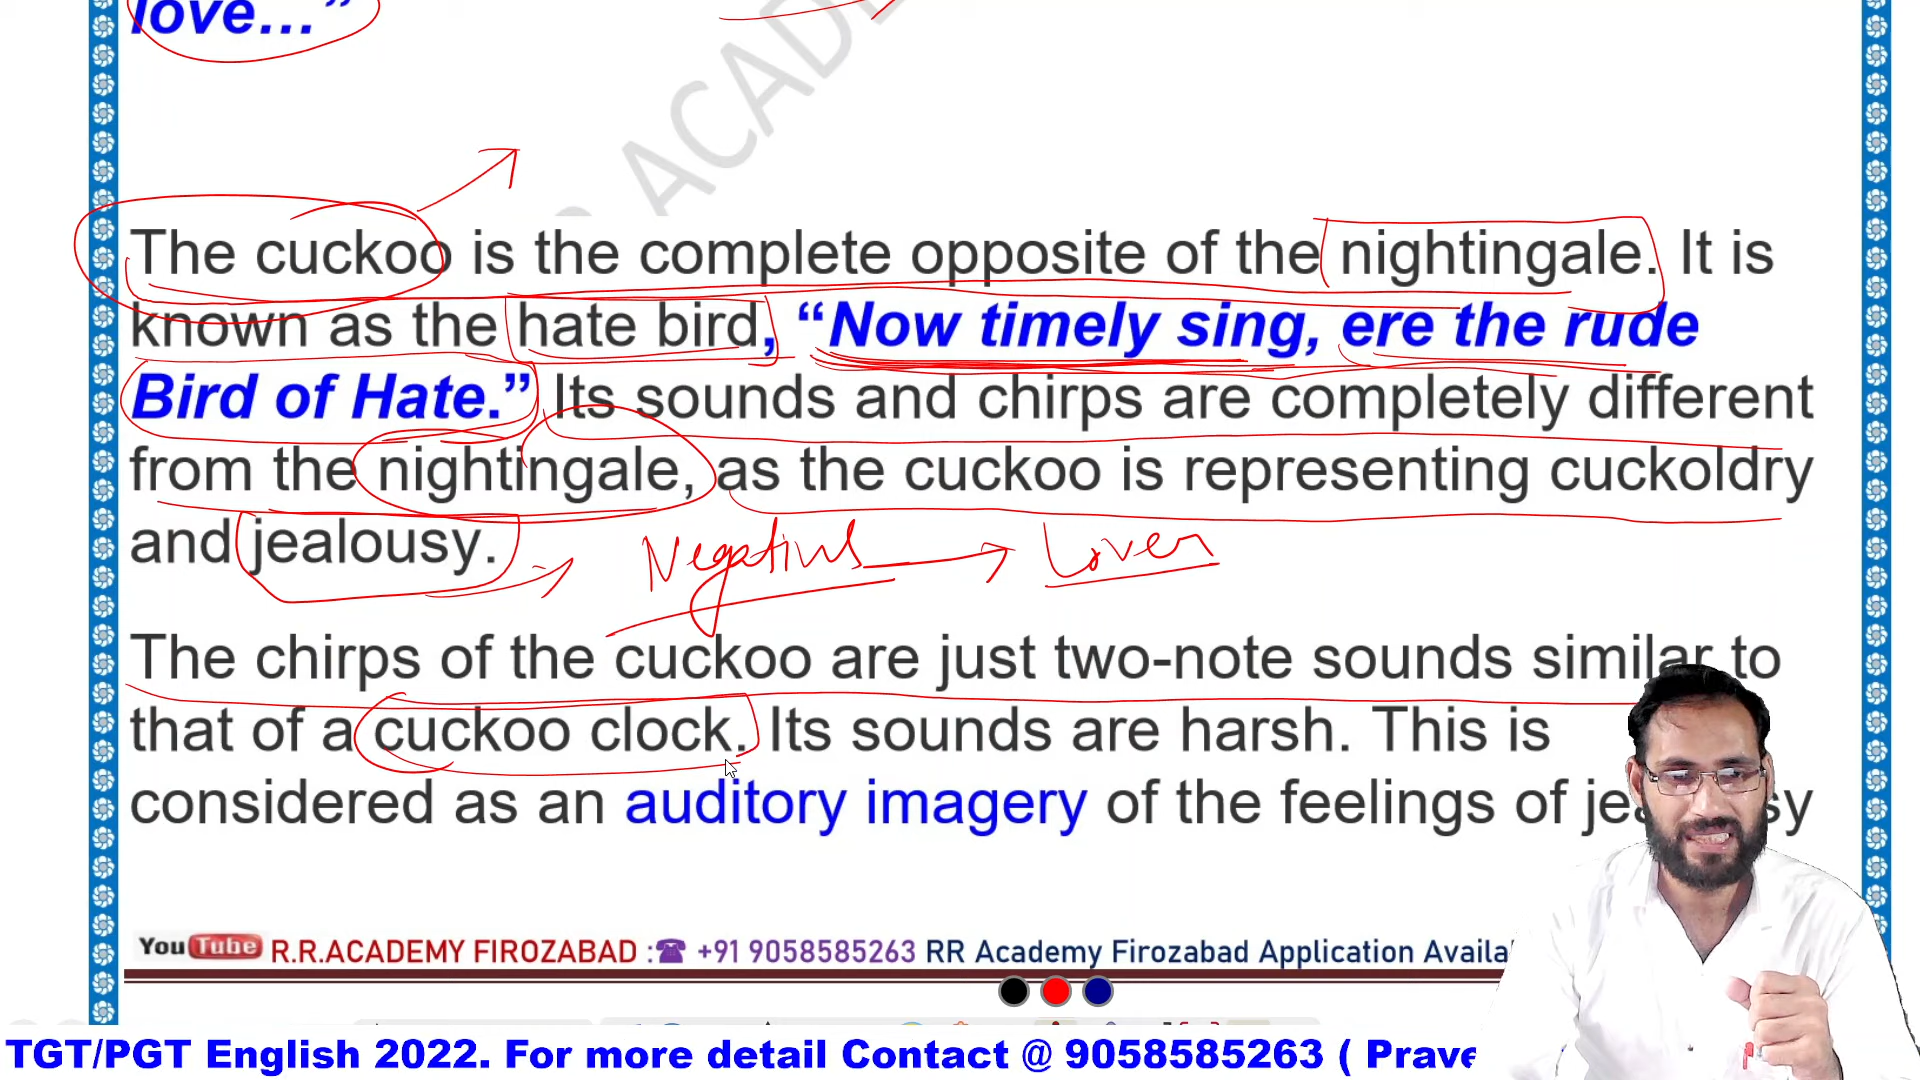 love…”
ACADE
The cuckoo is the complete opposite of the nightingale. It is
known as the hate bird, “Now timely sing, ere the rude
Bird of Hate.” Its sounds and chirps are completely different
from the nightingale, as the cuckoo is representing cuckoldry
and jealousy.
Lover
The chirps of the cuckoo are just two-note sounds similar to
that of a cuckoo clock. Its sounds are harsh. This is
considered as an auditory imagery of the feelings of
YouTube R.R.ACADEMY FIROZABAD :☎ +91 9058585263 RR Academy Firozabad Application Availa
TGT/PGT English 2022. For more detail Contact @ 9058585263 ( Prave